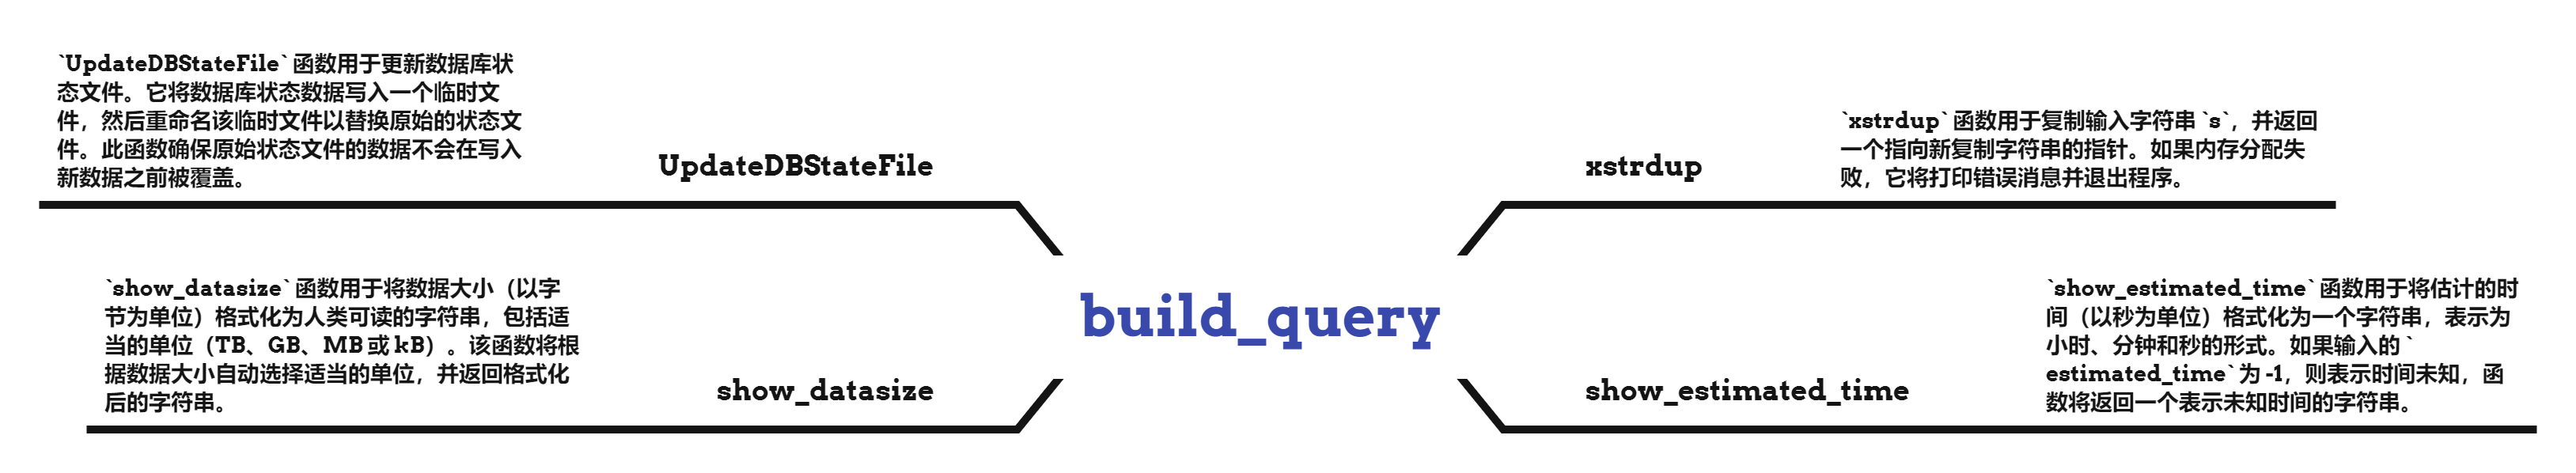 `UpdateDBStateFile` 函数用于更新数据库状
态文件。它将数据库状态数据写入一个临时文
件，然后重命名该临时文件以替换原始的状态文
件。此函数确保原始状态文件的数据不会在写入
新数据之前被覆盖。
UpdateDBStateFile
`show_datasize` 函数用于将数据大小（以字
节为单位）格式化为人类可读的字符串，包括适
当的单位（TB、GB、MB 或 kB）。该函数将根
据数据大小自动选择适当的单位，并返回格式化
后的字符串。
show_datasize
build_query
xstrdup
`xstrdup` 函数用于复制输入字符串 `s`，并返回
一个指向新复制字符串的指针。如果内存分配失
败，它将打印错误消息并退出程序。
show_estimated_time
`show_estimated_time` 函数用于将估计的时
间（以秒为单位）格式化为一个字符串，表示为
小时、分钟和秒的形式。如果输入的 `
estimated_time` 为 -1，则表示时间未知，函
数将返回一个表示未知时间的字符串。